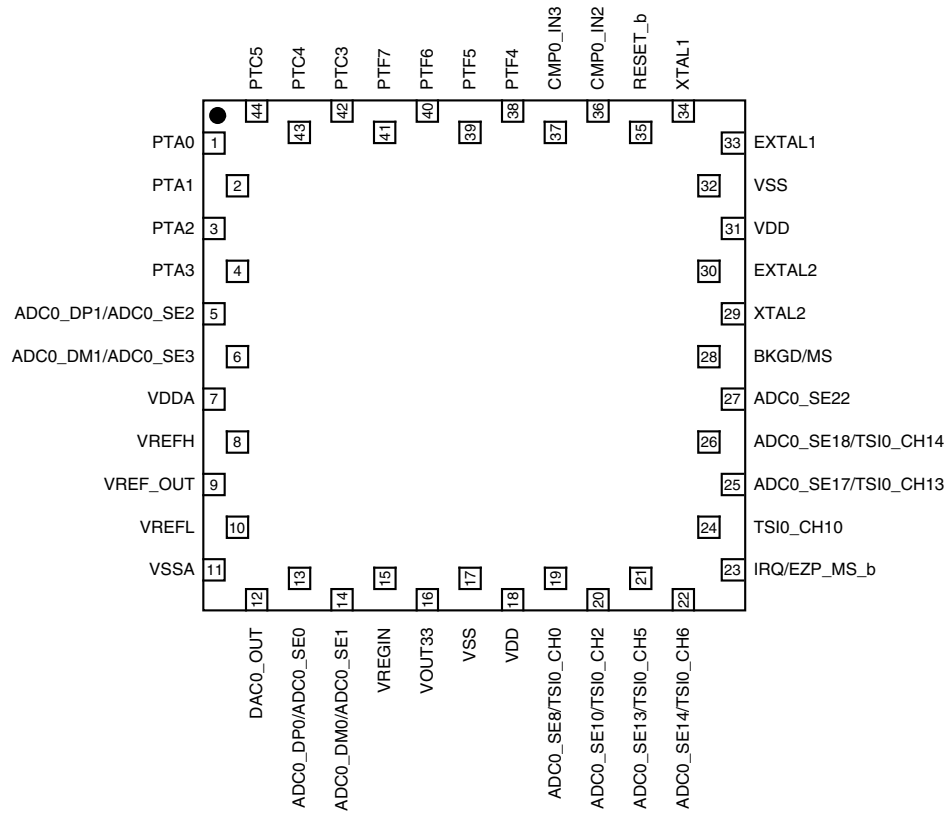 PTC5
PTC4
PTC3
PTF7
PTF6
PTF5
PTF4
CMP0_IN3
CMP0_IN2
RESET_b
XTAL1
44
43
42
41
40
39
38
37
36
35
34
PTA0 1
PTA1 2
PTA2 3
PTA3 4
ADC0_DP1/ADC0_SE2 5
ADC0_DM1/ADC0_SE3 6
VDDA 7
VREFH 8
VREF_OUT 9
VREFL 10
VSSA 11
33 EXTAL1
32 VSS
31 VDD
30 EXTAL2
29 XTAL2
28 BKGD/MS
27 ADC0_SE22
26 ADC0_SE18/TSI0_CH14
25 ADC0_SE17/TSI0_CH13
24 TSI0_CH10
23 IRQ/EZP_MS_b
12
13
14
15
16
17
18
19
20
21
22
DAC0_OUT
ADC0_DP0/ADC0_SE0
ADC0_DM0/ADC0_SE1
VREGIN
VOUT33
VSS
VDD
ADC0_SE8/TSI0_CH0
ADC0_SE10/TSI0_CH2
ADC0_SE13/TSI0_CH5
ADC0_SE14/TSI0_CH6